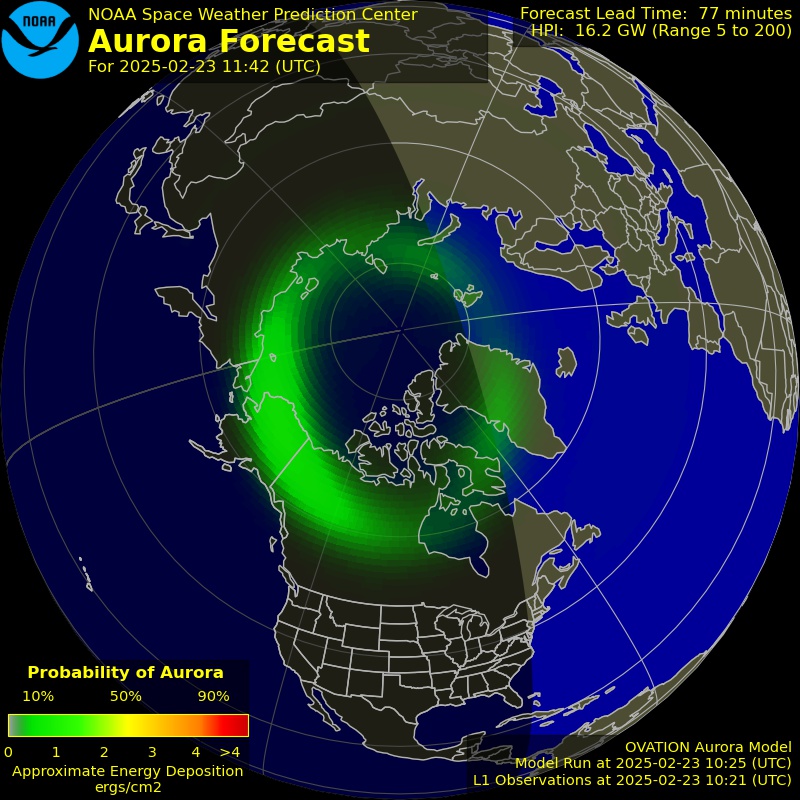 NOAA
NOAA Space Weather Prediction Center
Aurora Forecast
For 2025-02-23 11:42 (UTC)
Forecast Lead Time:  77 minutes
HPI:  16.2 GW (Range 5 to 200)
Probability of Aurora
10% 50% 90%
0 1 2 3 4 >4
Approximate Energy Deposition
ergs/cm2
OVATION Aurora Model
Model Run at 2025-02-23 10:25 (UTC)
L1 Observations at 2025-02-23 10:21 (UTC)